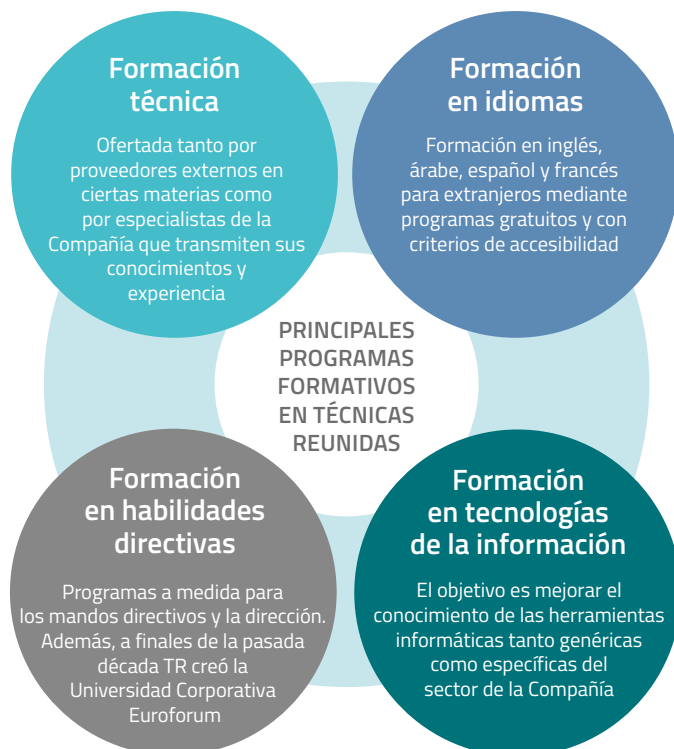 Formación
técnica
Ofertada tanto por
proveedores externos en
ciertas materias como
por especialistas de la
Compañía que transmiten sus
conocimientos y
experiencia
Formación
en idiomas
Formación en inglés,
árabe, español y francés
para extranjeros mediante
programas gratuitos y con
criterios de accesibilidad
PRINCIPALES
PROGRAMAS
FORMATIVOS
EN TÉCNICAS
REUNIDAS
Formación
en habilidades
directivas
Programas a medida para
los mandos directivos y la dirección.
Además, a finales de la pasada
década TR creó la
Universidad Corporativa
Euroforum
Formación
en tecnologías
de la información
El objetivo es mejorar el
conocimiento de las herramientas
informáticas tanto genéricas
como específicas del
sector de la Compañía